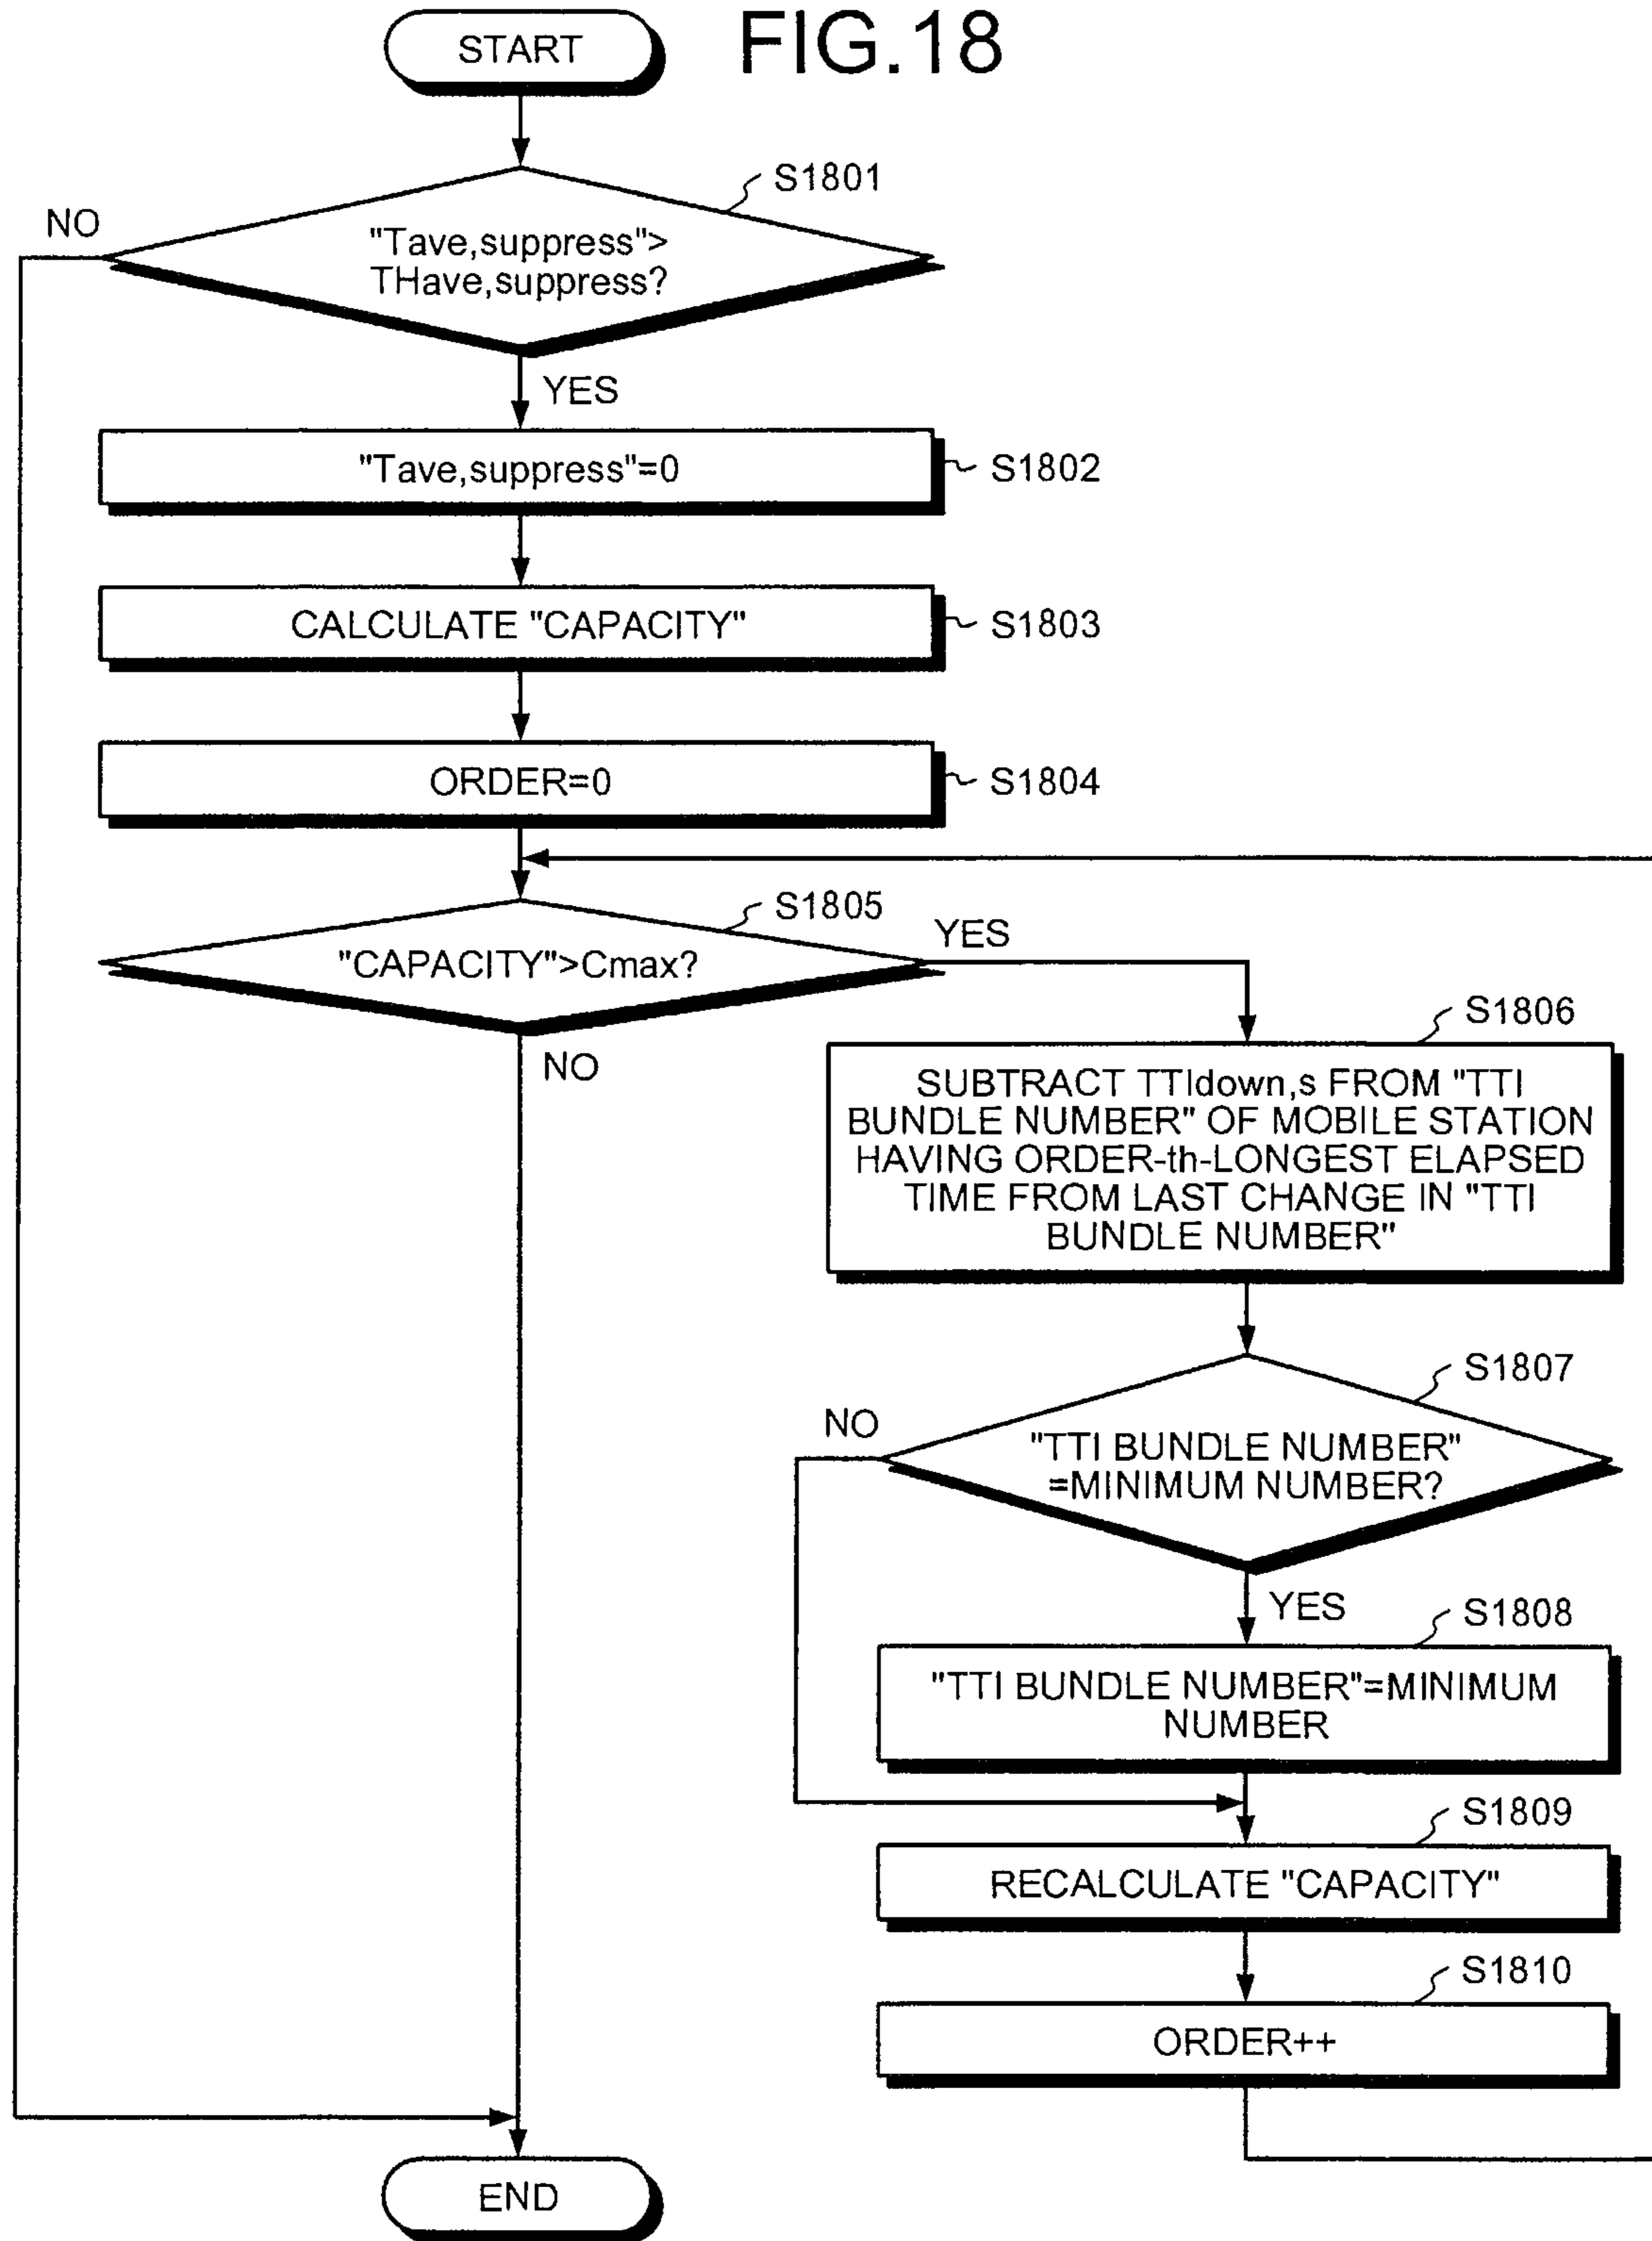 FIG.18
START
S1801
NO
"Tave,suppress">
THave,suppress?
YES
"Tave,suppress"=0
S1802
CALCULATE "CAPACITY"
S1803
ORDER=0
S1804
S1805
"CAPACITY">Cmax?
YES
NO
S1806
SUBTRACT TTIdown,s FROM "TTI
BUNDLE NUMBER" OF MOBILE STATION
HAVING ORDER-th-LONGEST ELAPSED
TIME FROM LAST CHANGE IN "TTI
BUNDLE NUMBER"
S1807
NO
"TTI BUNDLE NUMBER"
=MINIMUM NUMBER?
YES
S1808
"TTI BUNDLE NUMBER"=MINIMUM
NUMBER
S1809
RECALCULATE "CAPACITY"
S1810
ORDER++
END